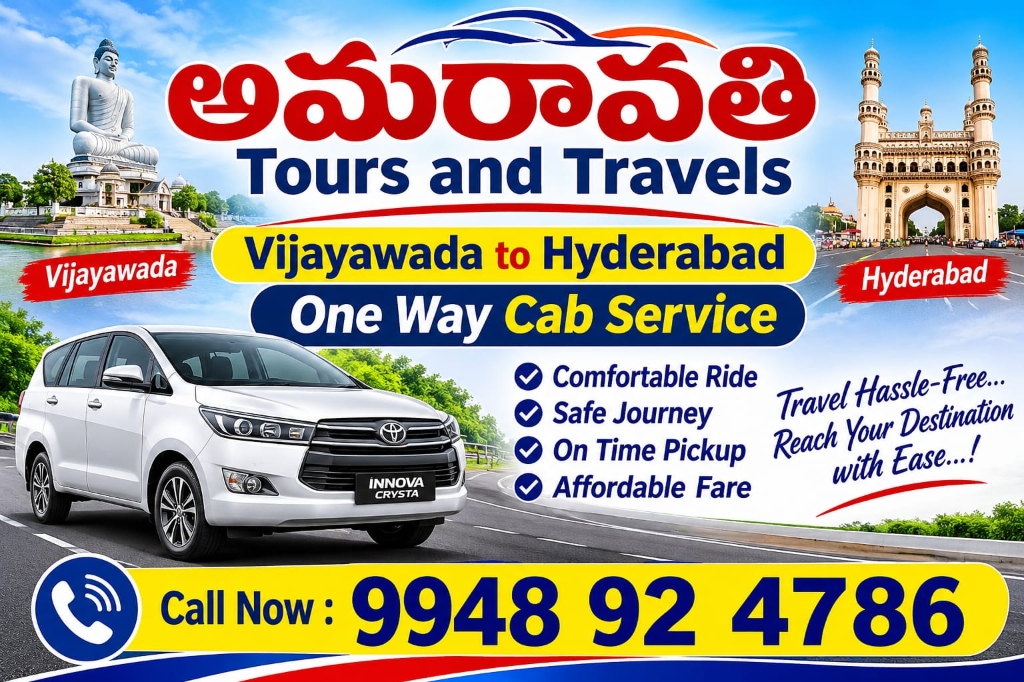 అమరావతి
Tours and Travels
Vijayawada to Hyderabad
One Way Cab Service
Vijayawada
Hyderabad
Comfortable Ride
Safe Journey
On Time Pickup
Affordable Fare
Travel Hassle-Free...
Reach Your Destination
with Ease...!
INNOVA
CRYSTA
Call Now : 9948 92 4786